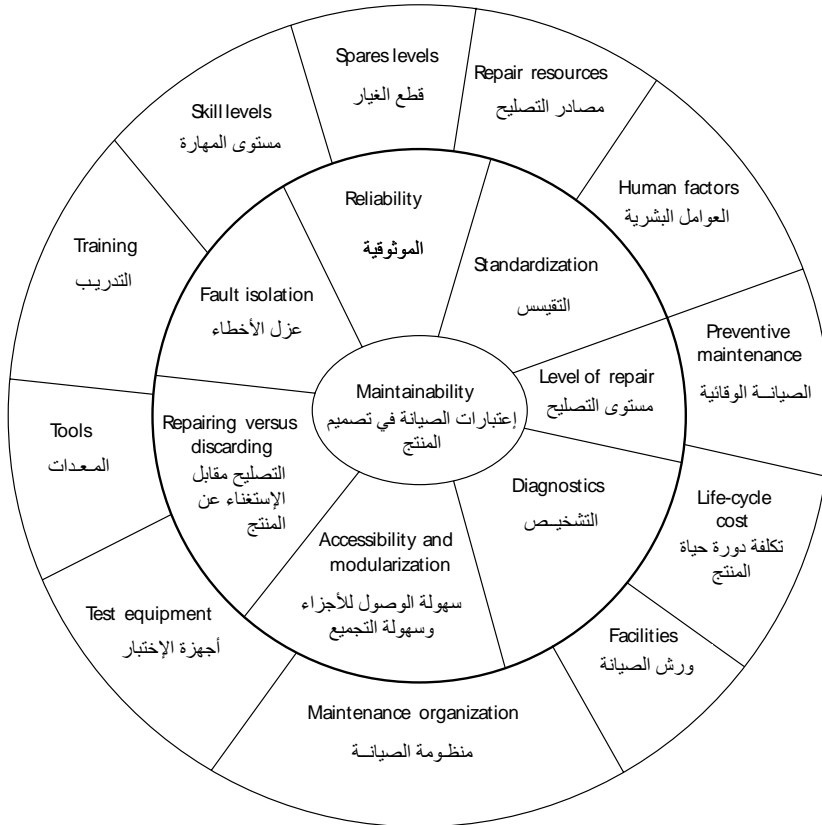 Spares levels
قطع الغيار
Repair resources
مصادر التصليح
Human factors
العوامل البشرية
Preventive
maintenance
الصيانــة الوقائية
Life-cycle
cost
تكلفة دورة حياة
المنتج
Facilities
ورش الصيانة
Maintenance organization
منظـومة الصيانــة
Test equipment
أجهزة الإختبار
Tools
المـعـدات
Training
التدريـب
Skill levels
مستوى المهارة
Reliability
الموثوقية
Standardization
التقيسس
Level of repair
مستوى التصليح
Diagnostics
التشخيــص
Accessibility and
modularization
سهولة الوصول للأجزاء
وسهولة التجميع
Repairing versus
discarding
التصليح مقابل
الإستغناء عن
المنتج
Fault isolation
عزل الأخطاء
Maintainability
إعتبارات الصيانة في تصميم
المنتج